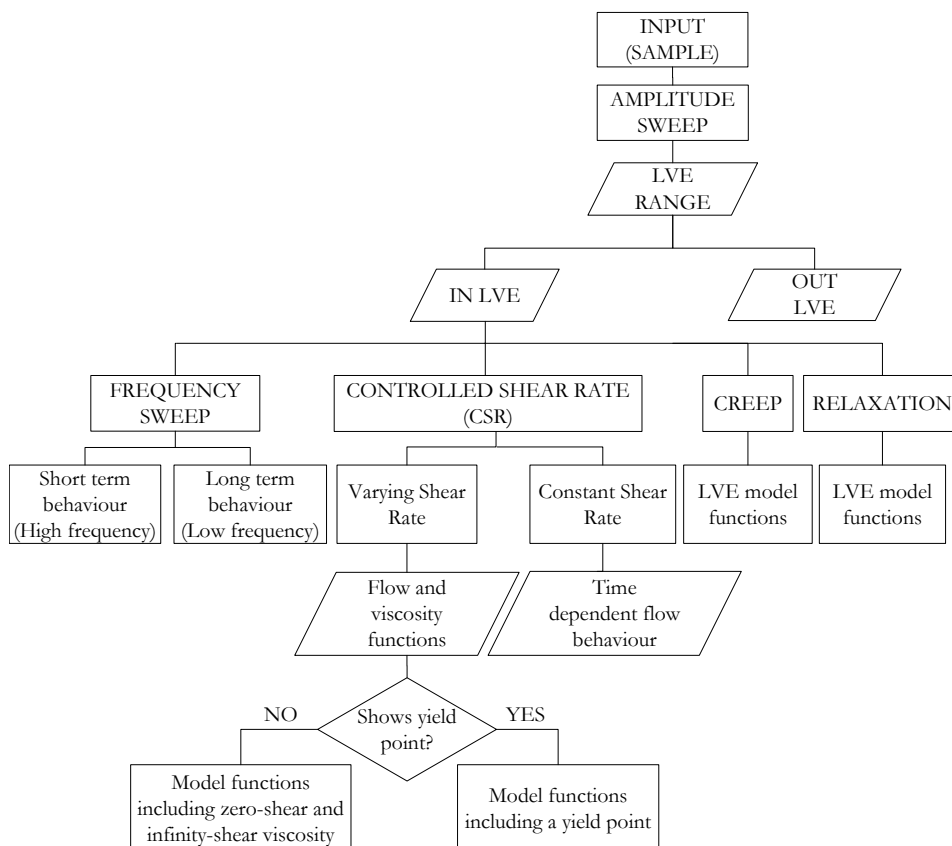 INPUT
(SAMPLE)
AMPLITUDE
SWEEP
LVE
RANGE
IN LVE
OUT
LVE
FREQUENCY
SWEEP
CONTROLLED SHEAR RATE
(CSR)
CREEP
RELAXATION
Short term
behaviour
(High frequency)
Long term
behaviour
(Low frequency)
Varying Shear
Rate
Constant Shear
Rate
LVE model
functions
LVE model
functions
Flow and
viscosity
functions
Time
dependent flow
behaviour
NO
Shows yield
point?
YES
Model functions
including zero-shear and
infinity-shear viscosity
Model functions
including a yield point